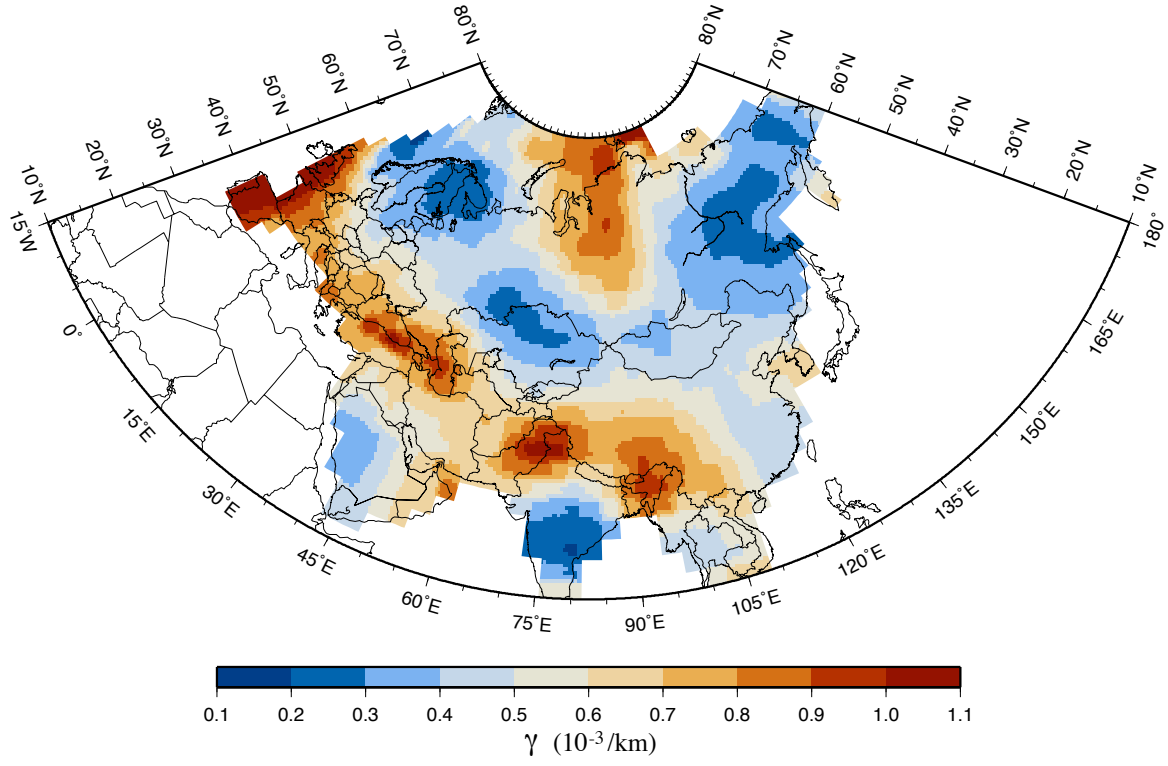 80˚N 80˚N
70˚N 70˚N
60˚N 60˚N
50˚N 50˚N
40˚N 40˚N
30˚N 30˚N
20˚N 20˚N
10˚N 10˚N
15˚W 180˚
0˚ 165˚E
15˚E 150˚E
30˚E 135˚E
45˚E 120˚E
60˚E 105˚E
75˚E 90˚E
0.1 0.2 0.3 0.4 0.5 0.6 0.7 0.8 0.9 1.0 1.1
γ (10-3/km)